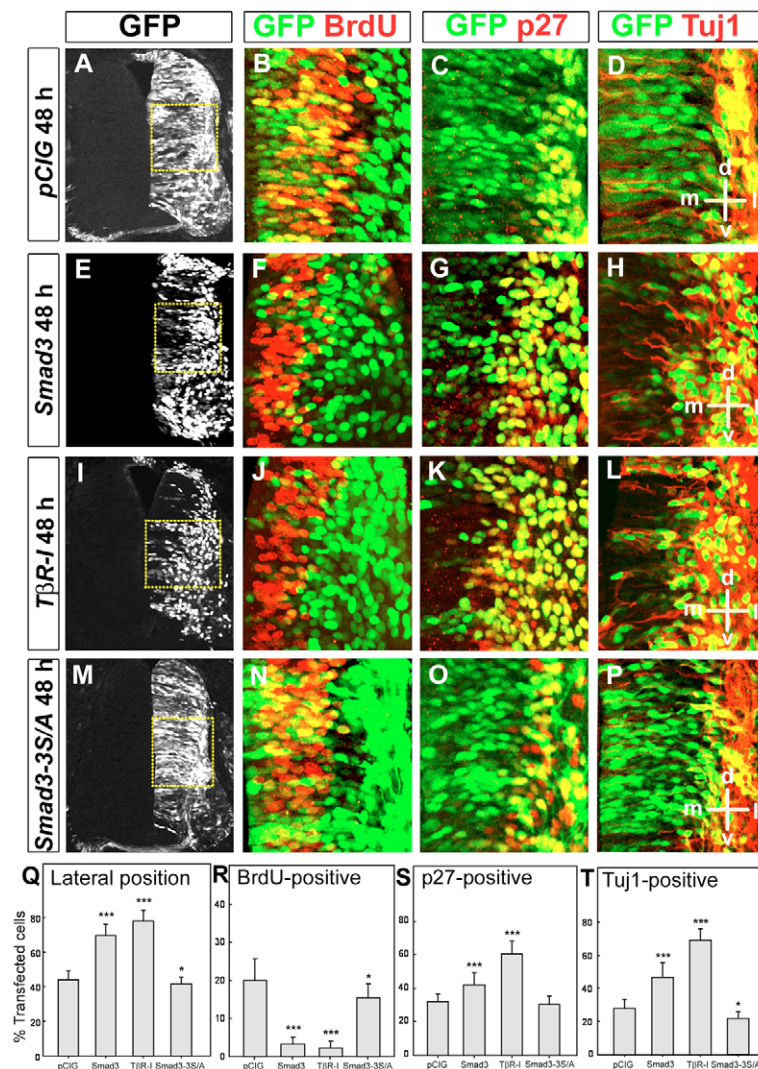 GFP
GFP BrdU
GFP p27
GFP Tuj1
pCIG 48 h
A
B
C
D
d
m
l
v
Smad3 48 h
E
F
G
H
d
m
l
v
TβR-I 48 h
I
J
K
L
d
m
l
v
Smad3-3S/A 48 h
M
N
O
P
d
m
l
v
Q Lateral position
R BrdU-positive
S p27-positive
T Tuj1-positive
% Transfected cells
80
60
40
20
0
***
***
*
pCIG Smad3 TβR-I Smad3-3S/A
40
30
20
10
0
***
***
*
pCIG Smad3 TβR-I Smad3-3S/A
80
60
40
20
0
***
***
pCIG Smad3 TβR-I Smad3-3S/A
80
60
40
20
0
***
***
*
pCIG Smad3 TβR-I Smad3-3S/A